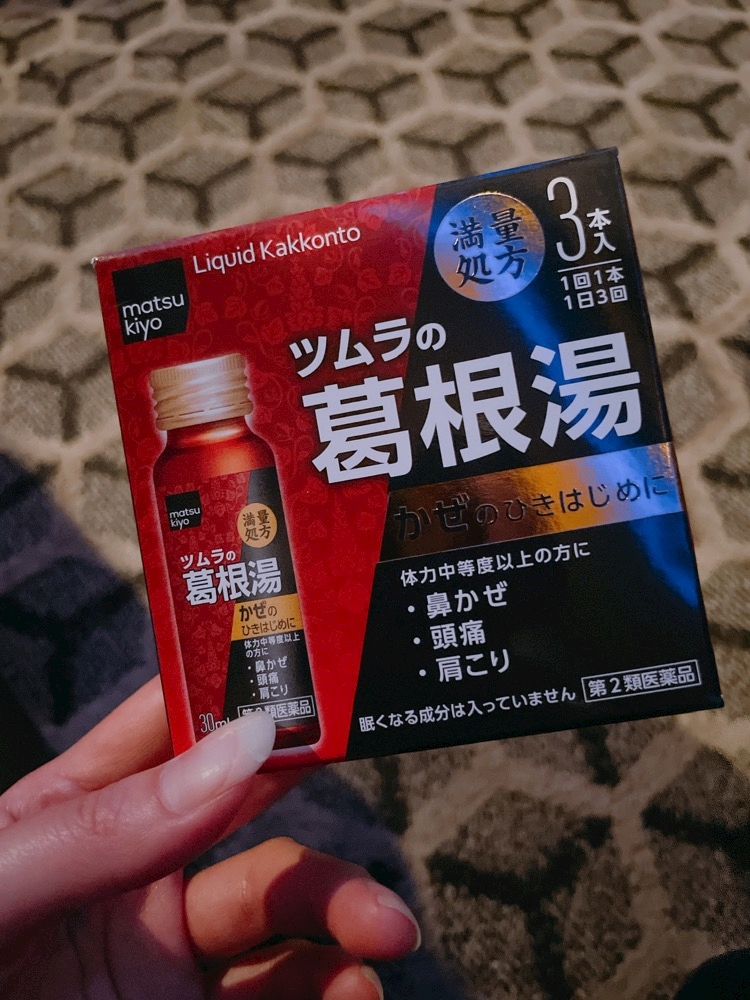 matsu
kiyo
Liquid Kakkonto
満量
処方
3本入
1回1本
1日3回
ツムラの
葛根湯
かぜのひきはじめに
体力中等度以上の方に
・鼻かぜ
・頭痛
・肩こり
眠くなる成分は入っていません
第2類医薬品
matsu
kiyo
満量
処方
ツムラの
葛根湯
かぜの
ひきはじめに
体力中等度以上
の方に
・鼻かぜ
・頭痛
・肩こり
30mL
第2類医薬品